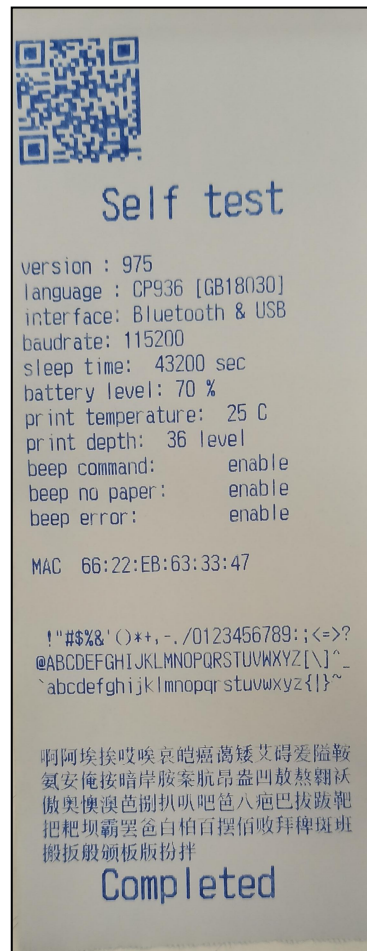 Self test
version : 975
language : CP936 [GB18030]
interface: Bluetooth & USB
baudrate: 115200
sleep time:  43200 sec
battery level: 70 %
print temperature:  25 C
print depth:  36 level
beep command:        enable
beep no paper:       enable
beep error:          enable
MAC  66:22:EB:63:33:47
!"#$%&'()*+,-./0123456789:;<=>?
@ABCDEFGHIJKLMNOPQRSTUVWXYZ[\]^_
`abcdefghijklmnopqrstuvwxyz{|}~
啊阿埃挨哎唉哀皑癌蔼矮艾碍爱隘鞍
氨安俺按暗岸胺案肮昂盎凹敖熬翱袄
傲奥懊澳芭捌扒叭吧笆八疤巴拔跋靶
把耙坝霸罢爸白柏百摆佰败拜稗斑班
搬扳般颁板版扮拌
Completed